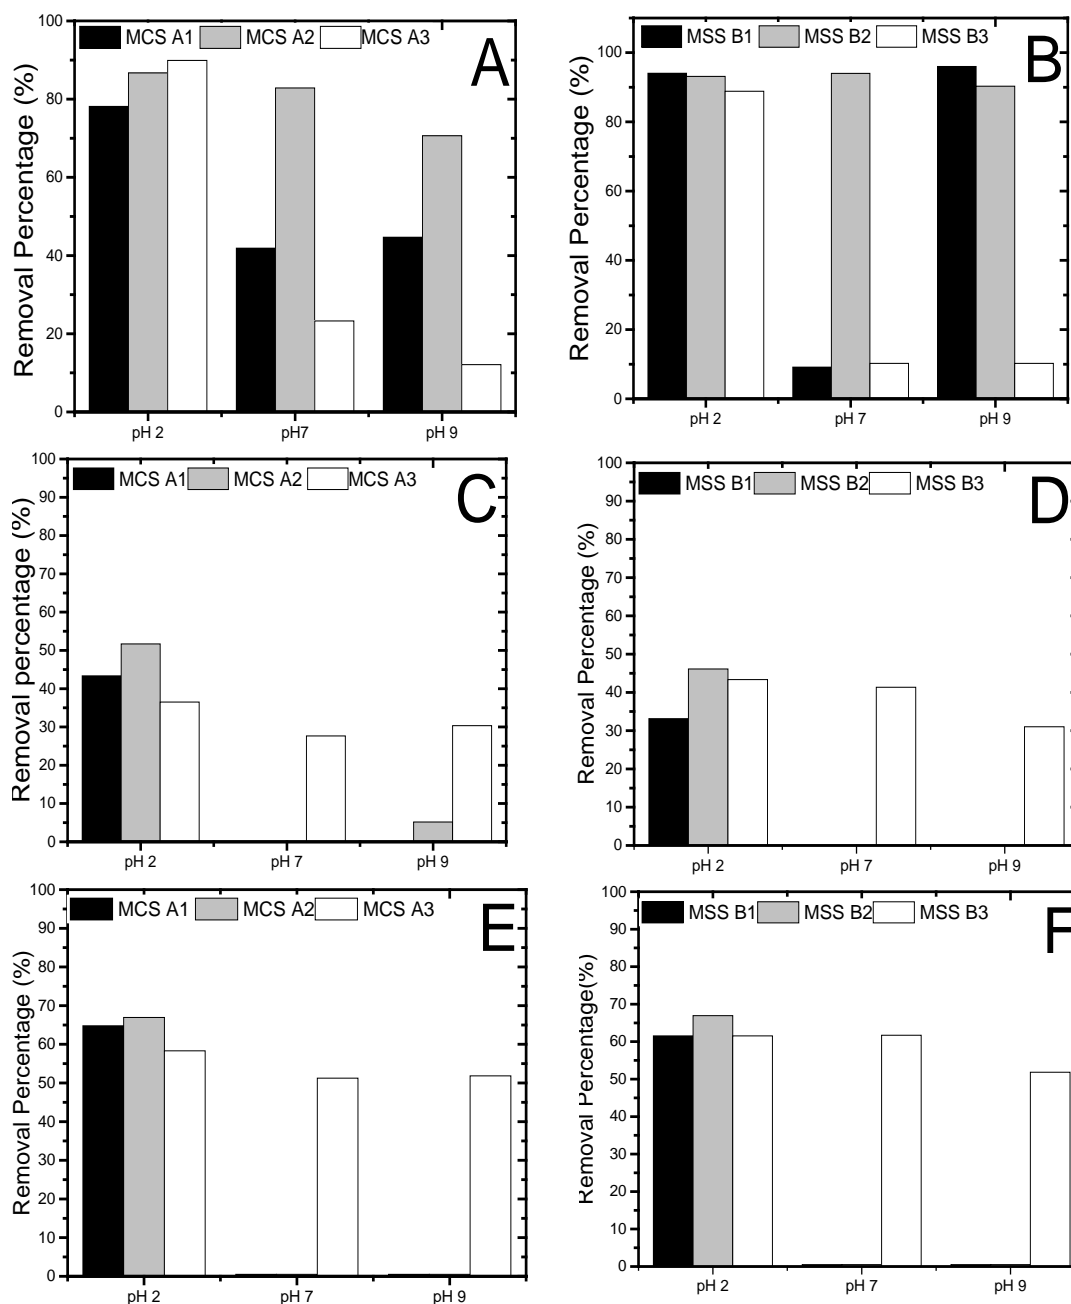 MCS A1 MCS A2 MCS A3
A
Removal Percentage (%)
100
80
60
40
20
0
pH 2 pH7 pH 9
MSS B1 MSS B2 MSS B3
B
Removal Percentage (%)
100
80
60
40
20
0
pH 2 pH 7 pH 9
MCS A1 MCS A2 MCS A3
C
Removal percentage (%)
100
90
80
70
60
50
40
30
20
10
0
pH 2 pH 7 pH 9
MSS B1 MSS B2 MSS B3
D
Removal Percentage (%)
100
90
80
70
60
50
40
30
20
10
0
pH 2 pH 7 pH 9
MCS A1 MCS A2 MCS A3
E
Removal Percentage (%)
100
90
80
70
60
50
40
30
20
10
0
pH 2 pH 7 pH 9
MSS B1 MSS B2 MSS B3
F
Removal Percentage(%)
100
90
80
70
60
50
40
30
20
10
0
pH 2 pH 7 pH 9